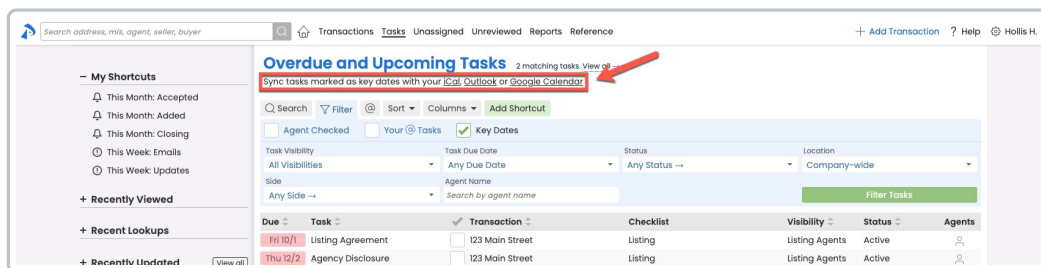 Search address, mls, agent, seller, buyer
Transactions Tasks Unassigned Unreviewed Reports Reference
+ Add Transaction ? Help Hollis H.
– My Shortcuts
This Month: Accepted
This Month: Added
This Month: Closing
This Week: Emails
This Week: Updates
+ Recently Viewed
+ Recent Lookups
+ Recently Updated View all
Overdue and Upcoming Tasks 2 matching tasks. View all →
Sync tasks marked as key dates with your iCal, Outlook or Google Calendar
Search Filter @ Sort Columns Add Shortcut
Agent Checked Your @ Tasks Key Dates
Task Visibility Task Due Date Status Location
All Visibilities Any Due Date Any Status → Company-wide
Side Agent Name
Any Side → Search by agent name Filter Tasks
Due Task Transaction Checklist Visibility Status Agents
Fri 10/1 Listing Agreement 123 Main Street Listing Listing Agents Active
Thu 12/2 Agency Disclosure 123 Main Street Listing Listing Agents Active